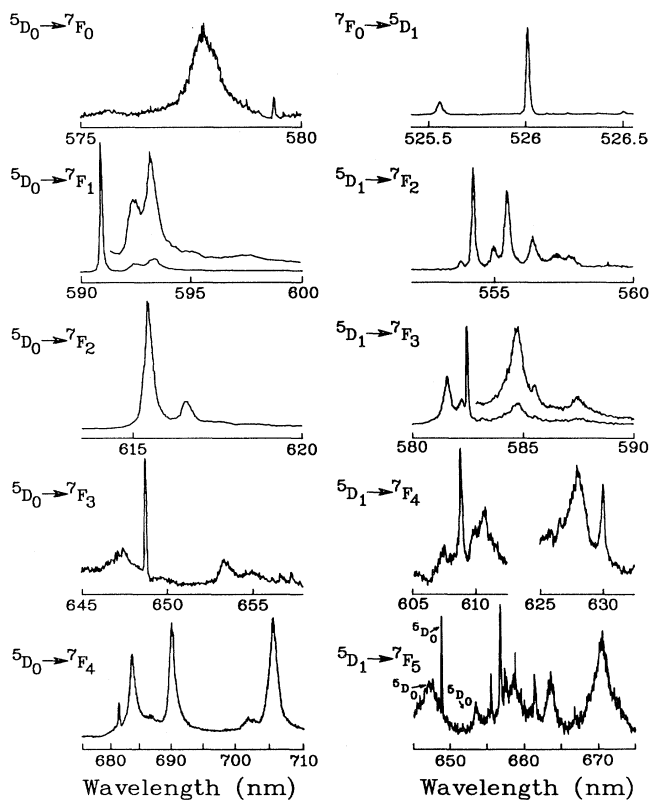 ⁵D₀→⁷F₀
575 580
⁷F₀→⁵D₁
525.5 526 526.5
⁵D₀→⁷F₁
590 595 600
⁵D₁→⁷F₂
555 560
⁵D₀→⁷F₂
615 620
⁵D₁→⁷F₃
580 585 590
⁵D₀→⁷F₃
645 650 655
⁵D₁→⁷F₄
605 610 625 630
⁵D₀→⁷F₄
680 690 700 710
Wavelength (nm)
⁵D₁→⁷F₅
⁵D₀
⁵D₀
⁵D₀
650 660 670
Wavelength (nm)